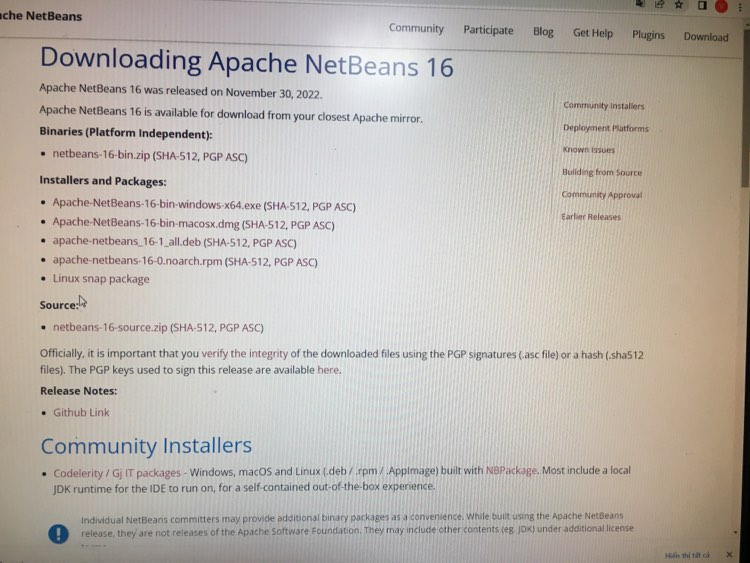 che NetBeans
Community Participate Blog Get Help Plugins Download
Downloading Apache NetBeans 16
Apache NetBeans 16 was released on November 30, 2022.
Apache NetBeans 16 is available for download from your closest Apache mirror.
Binaries (Platform Independent):
• netbeans-16-bin.zip (SHA-512, PGP ASC)
Installers and Packages:
• Apache-NetBeans-16-bin-windows-x64.exe (SHA-512, PGP ASC)
• Apache-NetBeans-16-bin-macosx.dmg (SHA-512, PGP ASC)
• apache-netbeans_16-1_all.deb (SHA-512, PGP ASC)
• apache-netbeans-16-0.noarch.rpm (SHA-512, PGP ASC)
• Linux snap package
Source:
• netbeans-16-source.zip (SHA-512, PGP ASC)
Officially, it is important that you verify the integrity of the downloaded files using the PGP signatures (.asc file) or a hash (.sha512
files). The PGP keys used to sign this release are available here.
Release Notes:
• Github Link
Community Installers
Deployment Platforms
Known Issues
Building from Source
Community Approval
Earlier Releases
Community Installers
• Codelerity / Gj IT packages - Windows, macOS and Linux (.deb / .rpm / .AppImage) built with NBPackage. Most include a local
JDK runtime for the IDE to run on, for a self-contained out-of-the-box experience.
Individual NetBeans committers may provide additional binary packages as a convenience. While built using the Apache NetBeans
release, they are not releases of the Apache Software Foundation. They may include other contents (eg. JDK) under additional license
Hiển thị tất cả